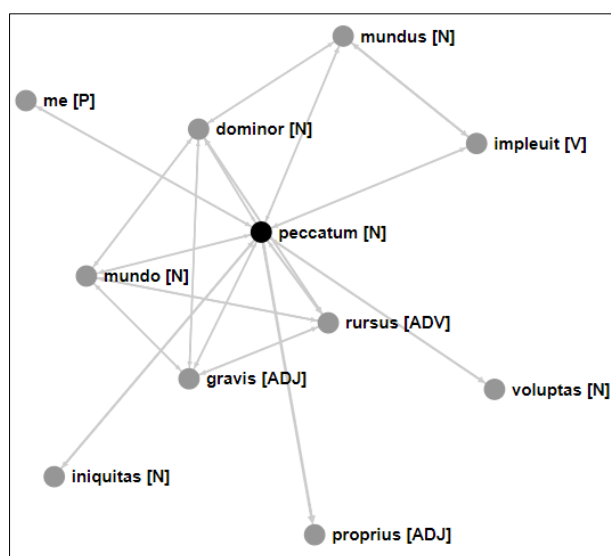 mundus [N]
me [P]
dominor [N]
impleuit [V]
peccatum [N]
mundo [N]
rursus [ADV]
gravis [ADJ]
voluptas [N]
iniquitas [N]
proprius [ADJ]